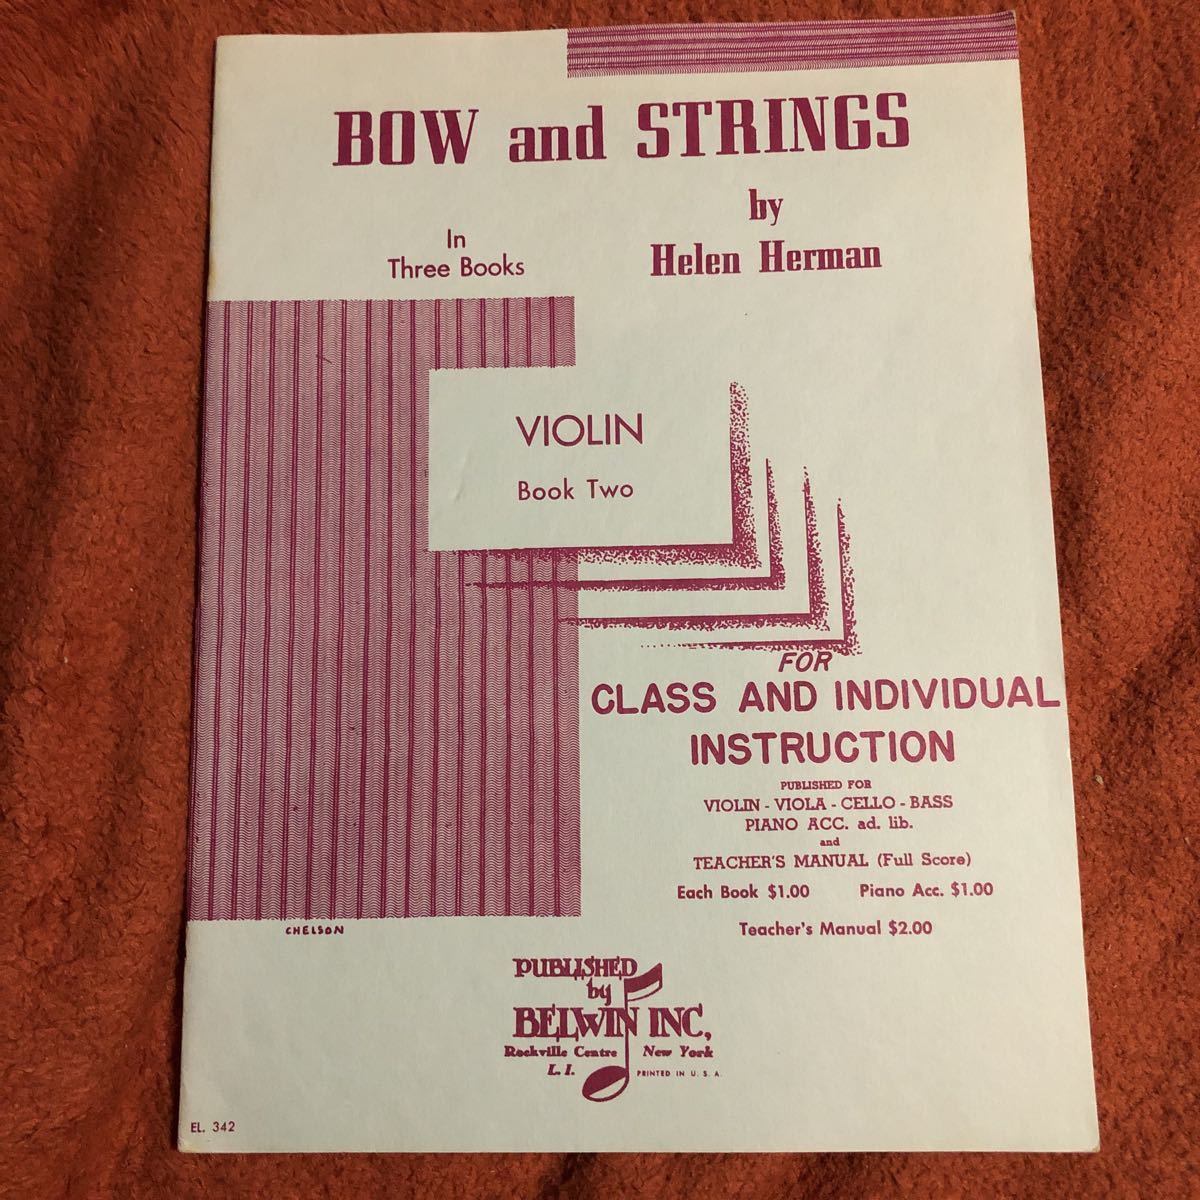 BOW and STRINGS
by
Helen Herman
In
Three Books
VIOLIN
Book Two
FOR
CLASS AND INDIVIDUAL
INSTRUCTION
PUBLISHED FOR
VIOLIN - VIOLA - CELLO - BASS
PIANO ACC. ad. lib.
and
TEACHER'S MANUAL (Full Score)
Each Book $1.00 Piano Acc. $1.00
Teacher's Manual $2.00
CHELSON
PUBLISHED
by
BELWIN INC,
Rockville Centre New York
L. I. PRINTED IN U. S. A.
EL. 342